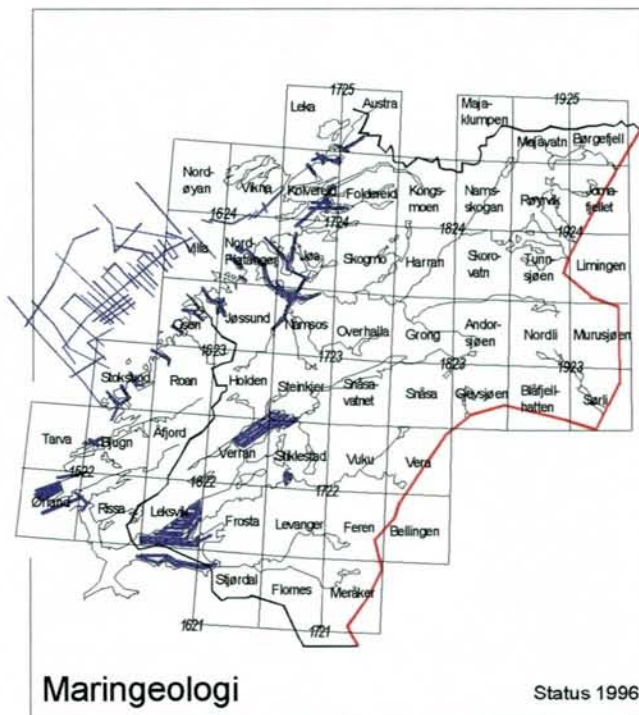 1725
1925
Leka
Austra
Maja-
klumpen
Majavatn
Børgefjell
Nord-
øyan
Vikna
Kolvereid
Foldereid
Kongs-
moen
Nams-
skogan
Røyrvik
Joma-
fjellet
1624
1724
1824
1924
Villa
Nord-
Flatanger
Jøa
Skogmo
Harran
Skoro-
vatn
Tunn-
sjøen
Limingen
Osen
Jøssund
Namsos
Overhalla
Grong
Andor-
sjøen
Nordli
Murusjøen
1623
1723
1823
1923
Stoksund
Roan
Holden
Steinkjer
Snåsa-
vatnet
Snåsa
Gjevsjøen
Blåfjell-
hatten
Sørli
Tarva
Bjugn
Åfjord
Verran
Stiklestad
Vuku
Vera
1522
1622
1722
Ørland
Rissa
Leksvik
Frosta
Levanger
Feren
Bellingen
Stjørdal
Flornes
Meråker
1621
1721
Maringeologi
Status 1996